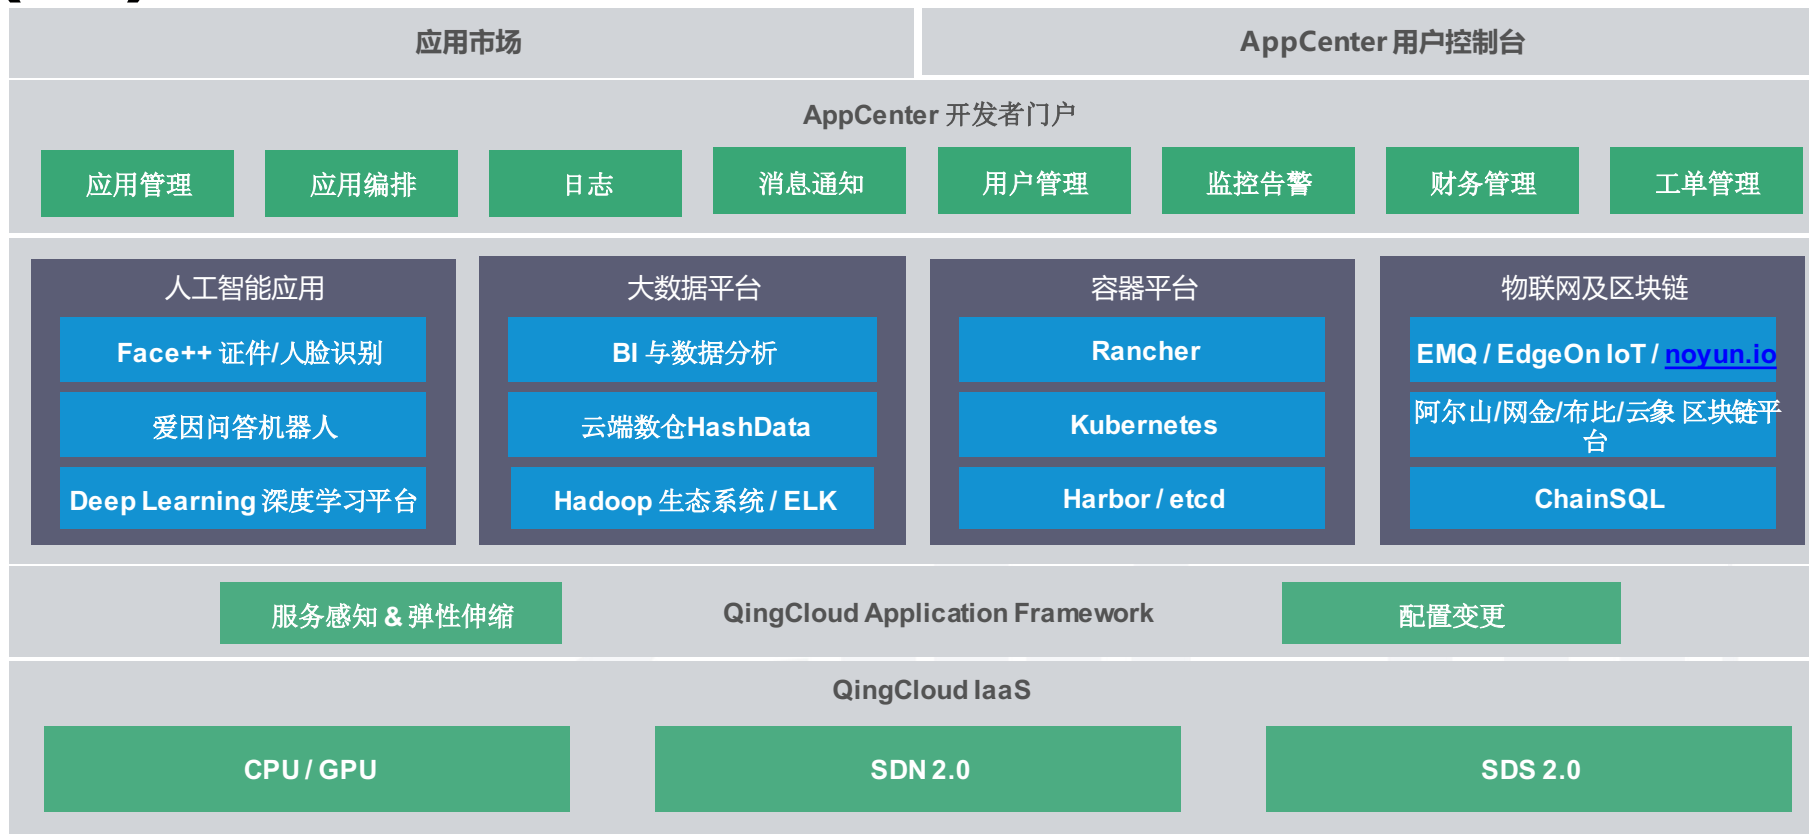 应用市场
AppCenter 用户控制台
AppCenter 开发者门户
应用管理
应用编排
日志
消息通知
用户管理
监控告警
财务管理
工单管理
人工智能应用
大数据平台
容器平台
物联网及区块链
Face++ 证件/人脸识别
BI 与数据分析
Rancher
EMQ / EdgeOn IoT / noyun.io
爱因问答机器人
云端数仓HashData
Kubernetes
阿尔山/网金/布比/云象 区块链平
台
Deep Learning 深度学习平台
Hadoop 生态系统 / ELK
Harbor / etcd
ChainSQL
服务感知 & 弹性伸缩
QingCloud Application Framework
配置变更
QingCloud IaaS
CPU / GPU
SDN 2.0
SDS 2.0